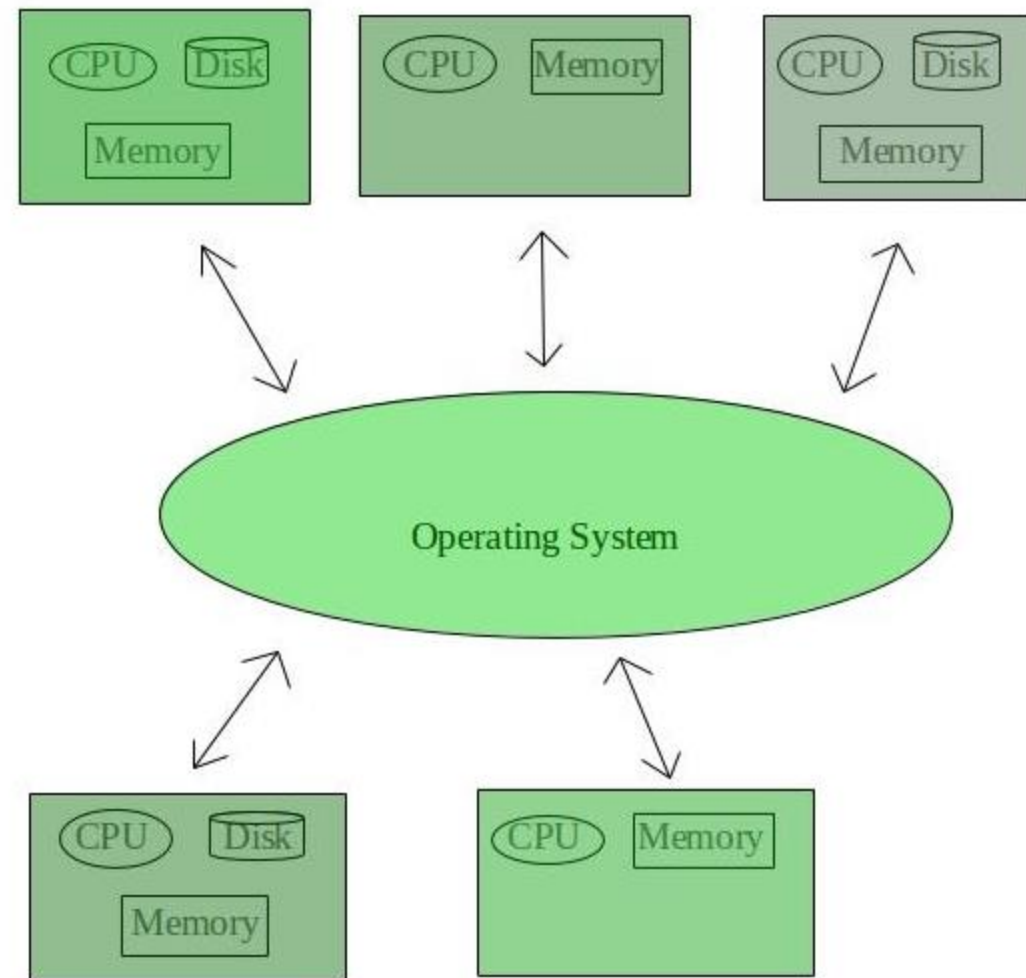 CPU Disk
Memory
CPU Memory
CPU Disk
Memory
Operating System
CPU Disk
Memory
CPU Memory